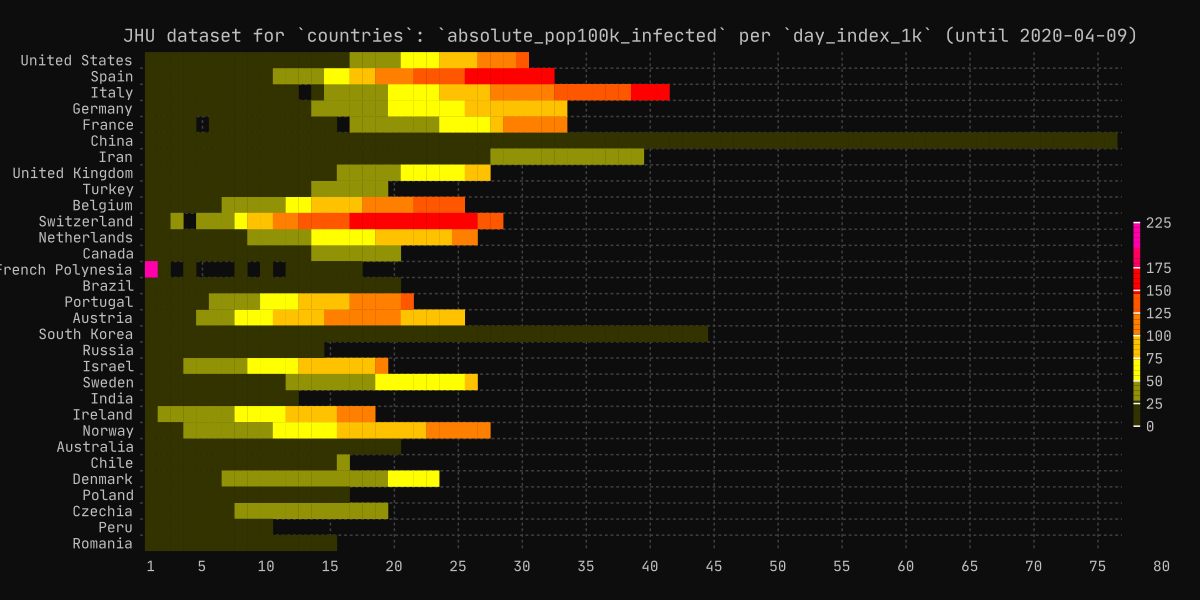 JHU dataset for `countries`: `absolute_pop100k_infected` per `day_index_1k` (until 2020-04-09)
United States
Spain
Italy
Germany
France
China
Iran
United Kingdom
Turkey
Belgium
Switzerland
Netherlands
Canada
French Polynesia
Brazil
Portugal
Austria
South Korea
Russia
Israel
Sweden
India
Ireland
Norway
Australia
Chile
Denmark
Poland
Czechia
Peru
Romania
1 5 10 15 20 25 30 35 40 45 50 55 60 65 70 75 80
225
175
150
125
100
75
50
25
0